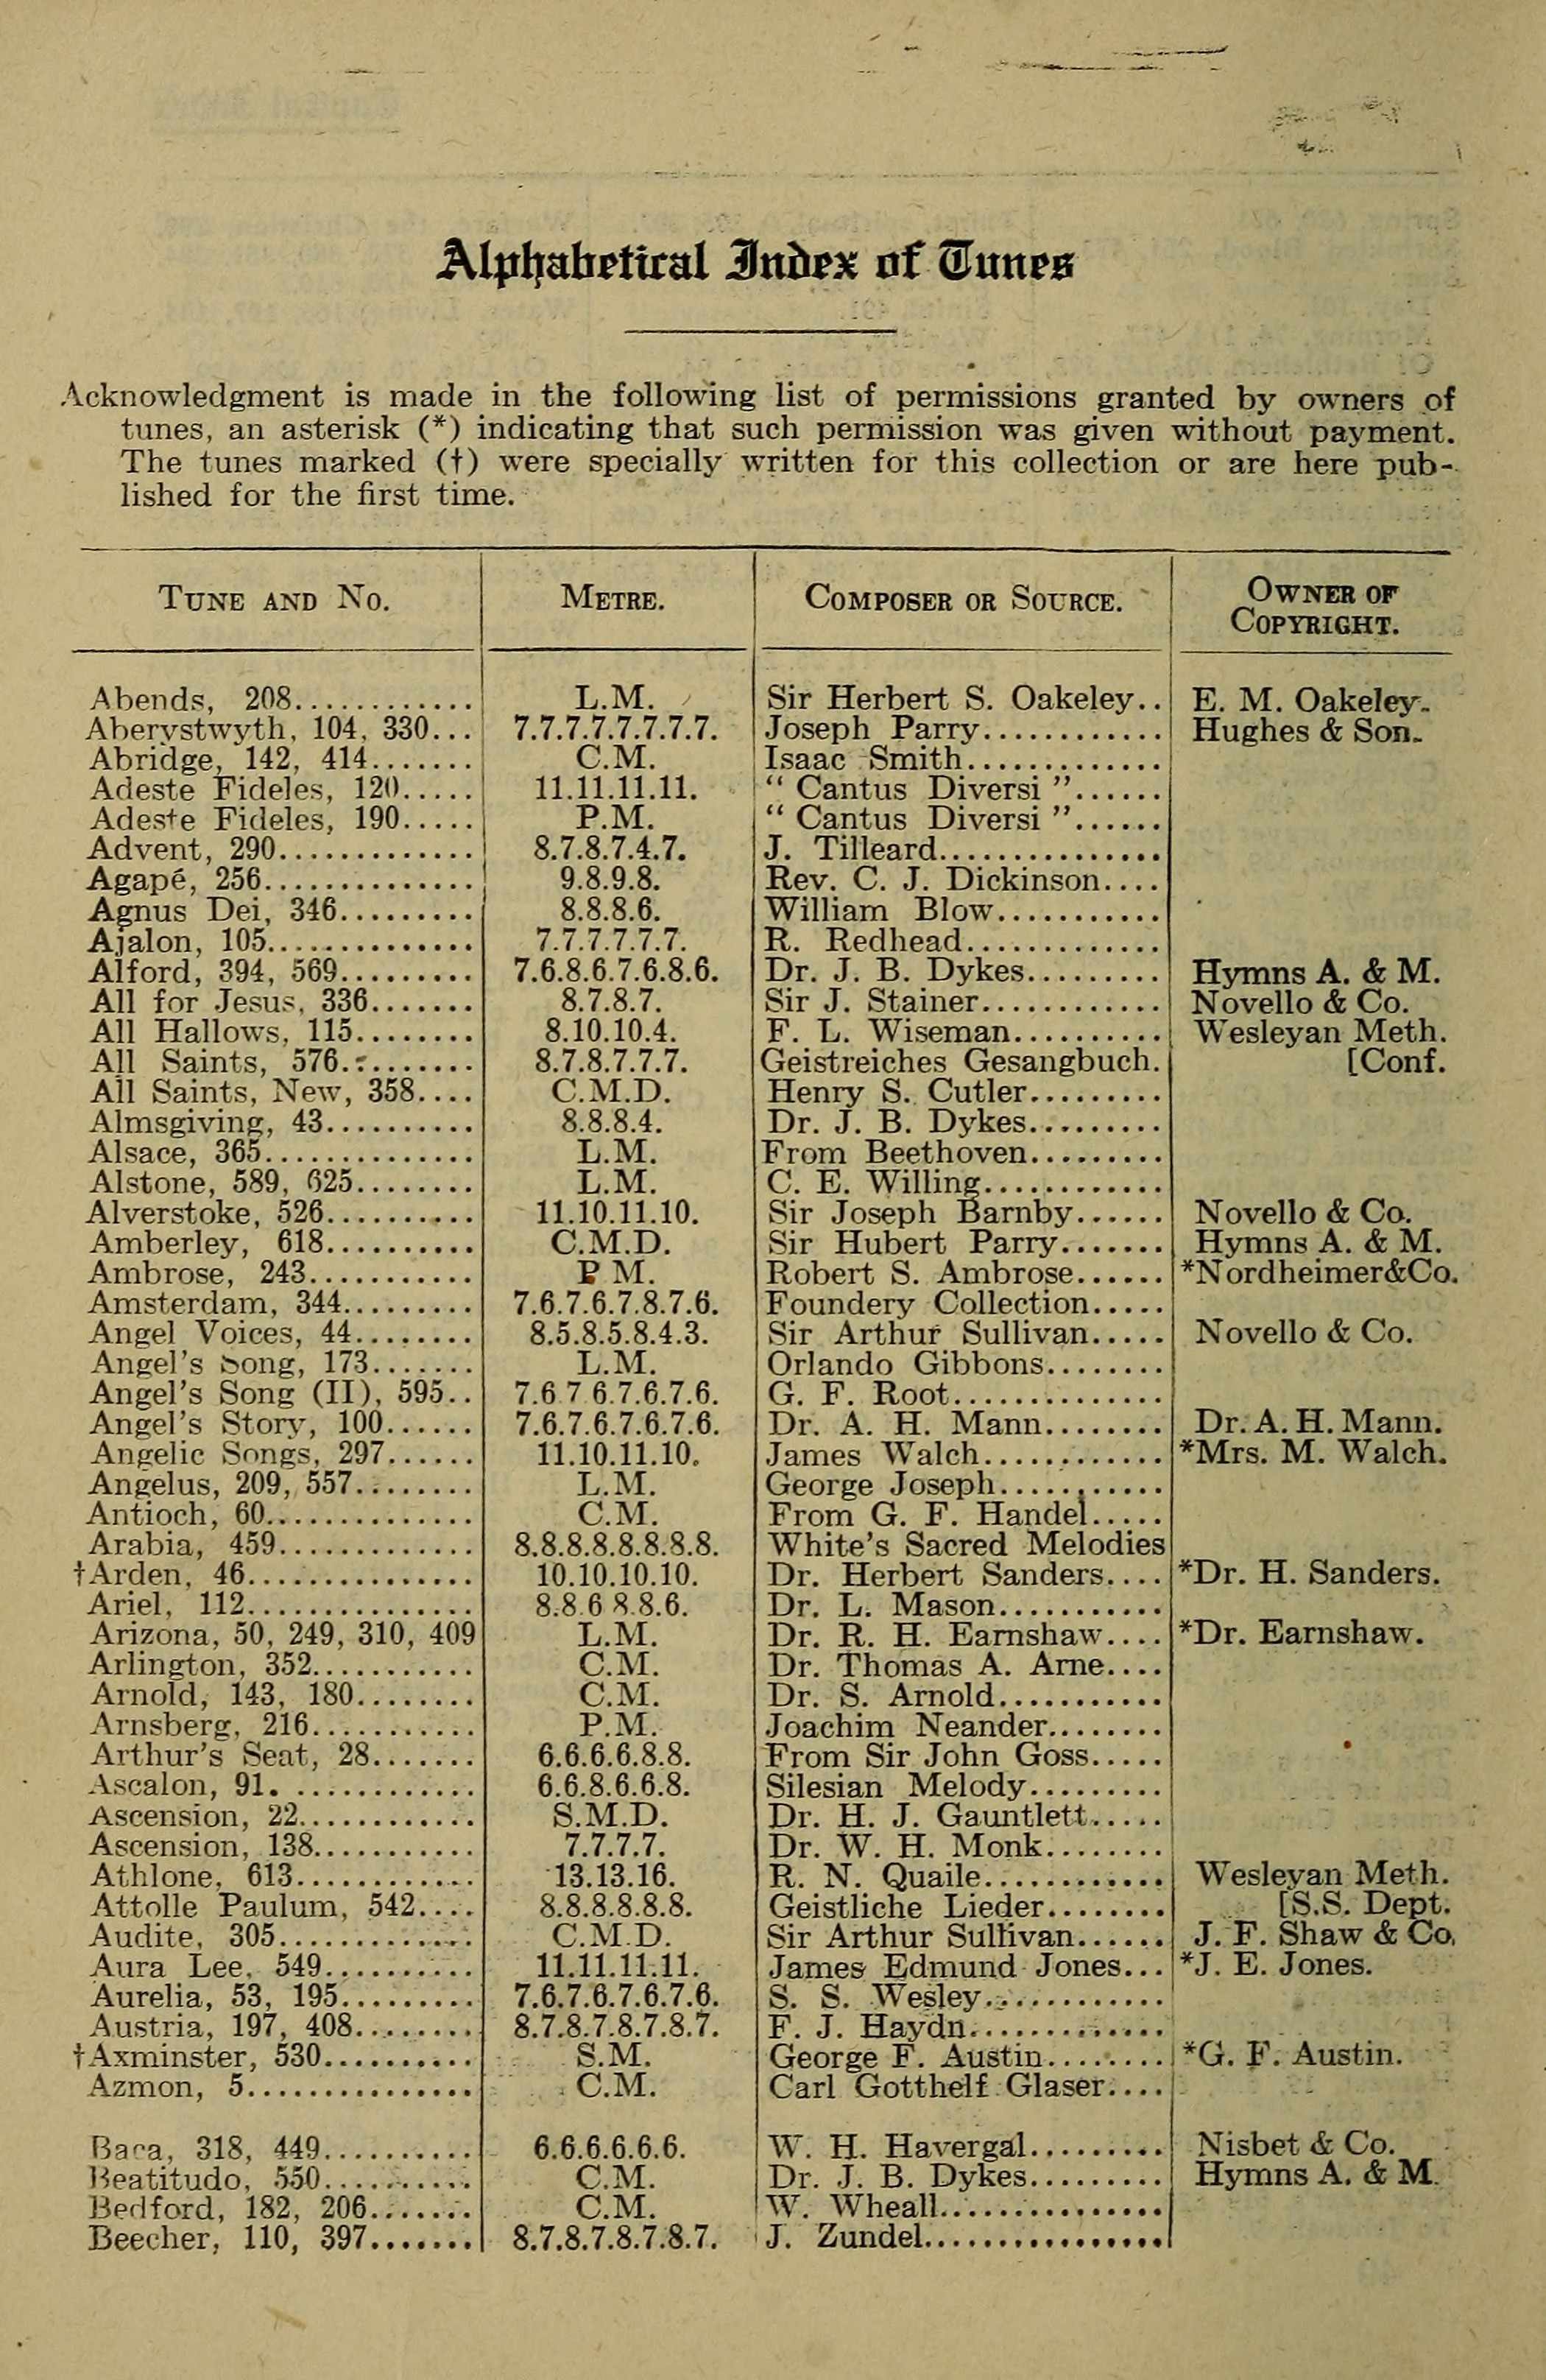 Alphabetical Index of Tunes
Acknowledgment is made in the following list of permissions granted by owners of
tunes, an asterisk (*) indicating that such permission was given without payment.
The tunes marked (†) were specially written for this collection or are here pub-
lished for the first time.
TUNE AND NO. METRE. COMPOSER OR SOURCE. OWNER OF COPYRIGHT.
Abends, 208............. L.M. Sir Herbert S. Oakeley.. E. M. Oakeley.
Aberystwyth, 104, 330... 7.7.7.7.7.7.7.7. Joseph Parry............ Hughes & Son.
Abridge, 142, 414....... C.M. Isaac Smith.............
Adeste Fideles, 120..... 11.11.11.11. “ Cantus Diversi ”......
Adeste Fideles, 190..... P.M. “ Cantus Diversi ”......
Advent, 290............. 8.7.8.7.4.7. J. Tilleard...............
Agapé, 256.............. 9.8.9.8. Rev. C. J. Dickinson....
Agnus Dei, 346......... 8.8.8.6. William Blow...........
Ajalon, 105.............. 7.7.7.7.7.7. R. Redhead.............
Alford, 394, 569......... 7.6.8.6.7.6.8.6. Dr. J. B. Dykes......... Hymns A. & M.
All for Jesus, 336....... 8.7.8.7. Sir J. Stainer............ Novello & Co.
All Hallows, 115........ 8.10.10.4. F. L. Wiseman.......... Wesleyan Meth.
All Saints, 576......... 8.7.8.7.7.7. Geistreiches Gesangbuch. [Conf.
All Saints, New, 358.... C.M.D. Henry S. Cutler.........
Almsgiving, 43.......... 8.8.8.4. Dr. J. B. Dykes.........
Alsace, 365.............. L.M. From Beethoven.........
Alstone, 589, 625........ L.M. C. E. Willing............
Alverstoke, 526.......... 11.10.11.10. Sir Joseph Barnby...... Novello & Co.
Amberley, 618.......... C.M.D. Sir Hubert Parry....... Hymns A. & M.
Ambrose, 243........... P M. Robert S. Ambrose...... *Nordheimer&Co.
Amsterdam, 344......... 7.6.7.6.7.8.7.6. Foundery Collection.....
Angel Voices, 44........ 8.5.8.5.8.4.3. Sir Arthur Sullivan..... Novello & Co.
Angel's Song, 173....... L.M. Orlando Gibbons........
Angel's Song (II), 595.. 7.6 7 6.7.6.7.6. G. F. Root..............
Angel's Story, 100...... 7.6.7.6.7.6.7.6. Dr. A. H. Mann........ Dr. A. H. Mann.
Angelic Songs, 297...... 11.10.11.10. James Walch............ *Mrs. M. Walch.
Angelus, 209, 557........ L.M. George Joseph...........
Antioch, 60.............. C.M. From G. F. Handel.....
Arabia, 459............. 8.8.8.8.8.8.8.8. White's Sacred Melodies
†Arden, 46............... 10.10.10.10. Dr. Herbert Sanders.... *Dr. H. Sanders.
Ariel, 112................ 8.8.6 8.8.6. Dr. L. Mason...........
Arizona, 50, 249, 310, 409 L.M. Dr. R. H. Earnshaw.... *Dr. Earnshaw.
Arlington, 352........... C.M. Dr. Thomas A. Arne....
Arnold, 143, 180........ C.M. Dr. S. Arnold...........
Arnsberg, 216............ P.M. Joachim Neander........
Arthur's Seat, 28....... 6.6.6.6.8.8. From Sir John Goss.....
Ascalon, 91. ............. 6.6.8.6.6.8. Silesian Melody.........
Ascension, 22............ S.M.D. Dr. H. J. Gauntlett.....
Ascension, 138........... 7.7.7.7. Dr. W. H. Monk........
Athlone, 613............ 13.13.16. R. N. Quaile............ Wesleyan Meth.
Attolle Paulum, 542.... 8.8.8.8.8.8. Geistliche Lieder........ [S.S. Dept.
Audite, 305............. C.M.D. Sir Arthur Sullivan...... J. F. Shaw & Co.
Aura Lee, 549.......... 11.11.11.11. James Edmund Jones... *J. E. Jones.
Aurelia, 53, 195......... 7.6.7.6.7.6.7.6. S. S. Wesley............
Austria, 197, 408......... 8.7.8.7.8.7.8.7. F. J. Haydn.............
†Axminster, 530.......... S.M. George F. Austin........ *G. F. Austin.
Azmon, 5............... C.M. Carl Gotthelf Glaser....
Baca, 318, 449.......... 6.6.6.6.6.6. W. H. Havergal......... Nisbet & Co.
Beatitudo, 550.......... C.M. Dr. J. B. Dykes......... Hymns A. & M.
Bedford, 182, 206....... C.M. W. Wheall..............
Beecher, 110, 397....... 8.7.8.7.8.7.8.7. J. Zundel.................